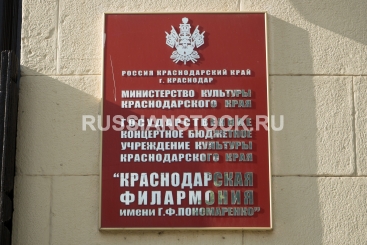 РОССИЯ КРАСНОДАРСКИЙ КРАЙ
г. КРАСНОДАР
МИНИСТЕРСТВО КУЛЬТУРЫ
КРАСНОДАРСКОГО КРАЯ
ГОСУДАРСТВЕННОЕ
КОНЦЕРТНОЕ БЮДЖЕТНОЕ
УЧРЕЖДЕНИЕ КУЛЬТУРЫ
КРАСНОДАРСКОГО КРАЯ
"КРАСНОДАРСКАЯ
ФИЛАРМОНИЯ
имени Г.Ф.ПОНОМАРЕНКО"
RUSSIANSTOCK.RU